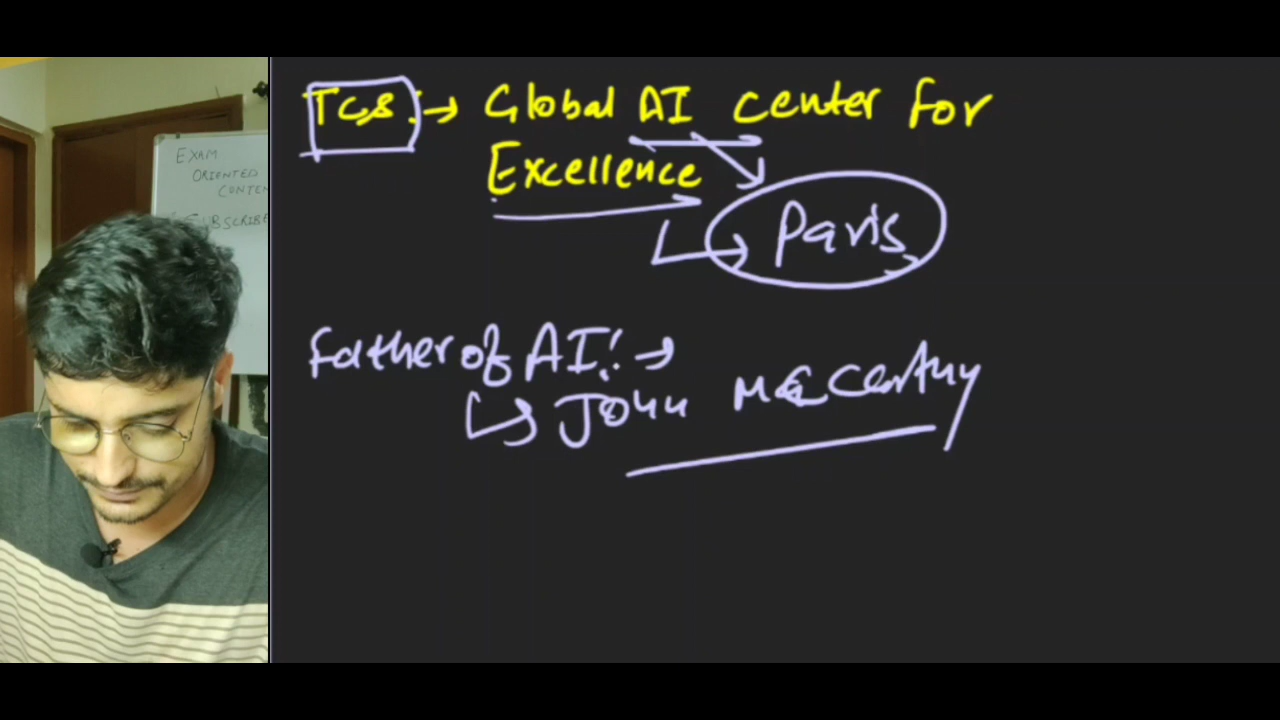 EXAM
ORIENTED
CONTEN
SUBSCRIBE
TCS :→ Global AI center for
Excellence
Paris
Father of AI:→
John McCarthy